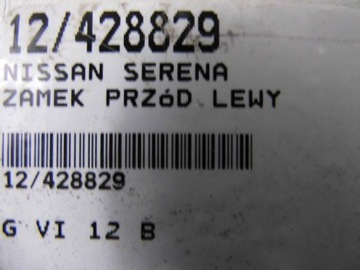 12/428829
NISSAN SERENA
ZAMEK PRZóD LEWY
12/428829
G VI 12 B